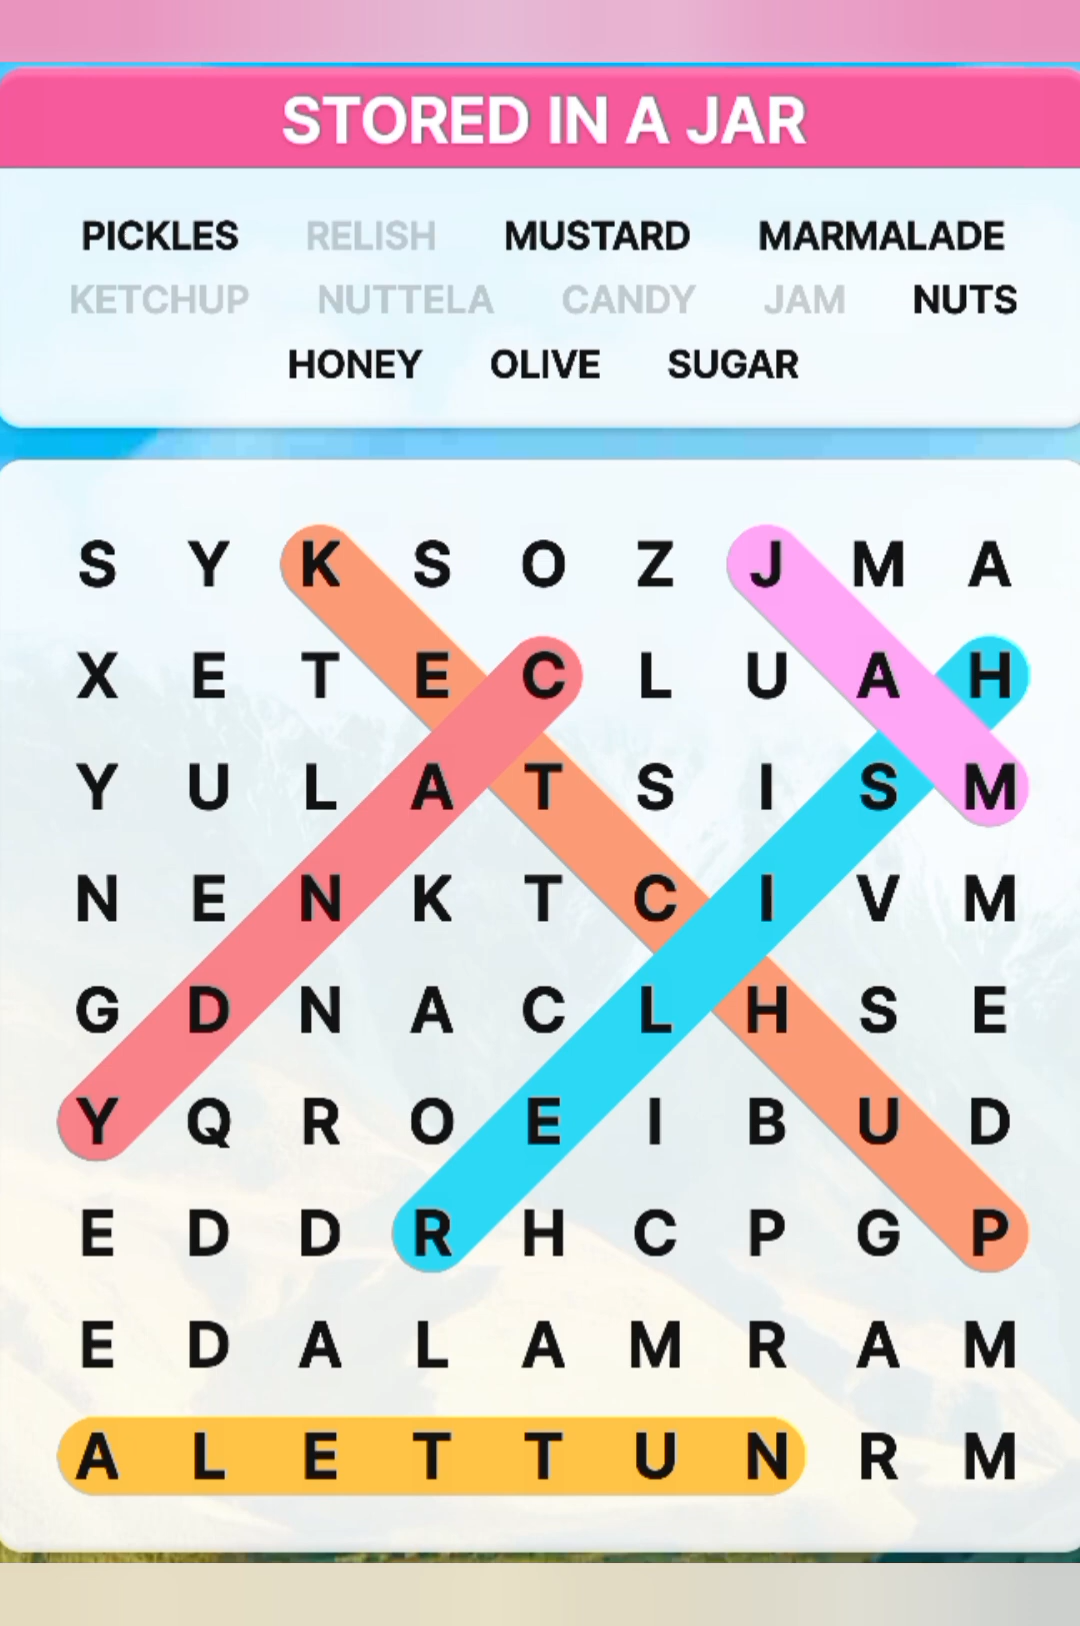 STORED IN A JAR
PICKLES RELISH MUSTARD MARMALADE
KETCHUP NUTTELA CANDY JAM NUTS
HONEY OLIVE SUGAR
S Y K S O Z J M A
X E T E C L U A H
Y U L A T S I S M
N E N K T C I V M
G D N A C L H S E
Y Q R O E I B U D
E D D R H C P G P
E D A L A M R A M
A L E T T U N R M